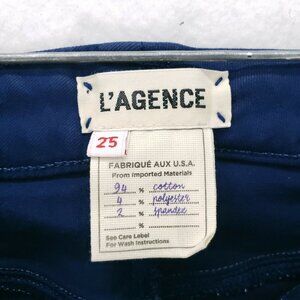 L'AGENCE
25
FABRIQUÉ AUX U.S.A.
From Imported Materials
94 % cotton
4 % polyester
2 % spandex
%
See Care Label
For Wash Instructions